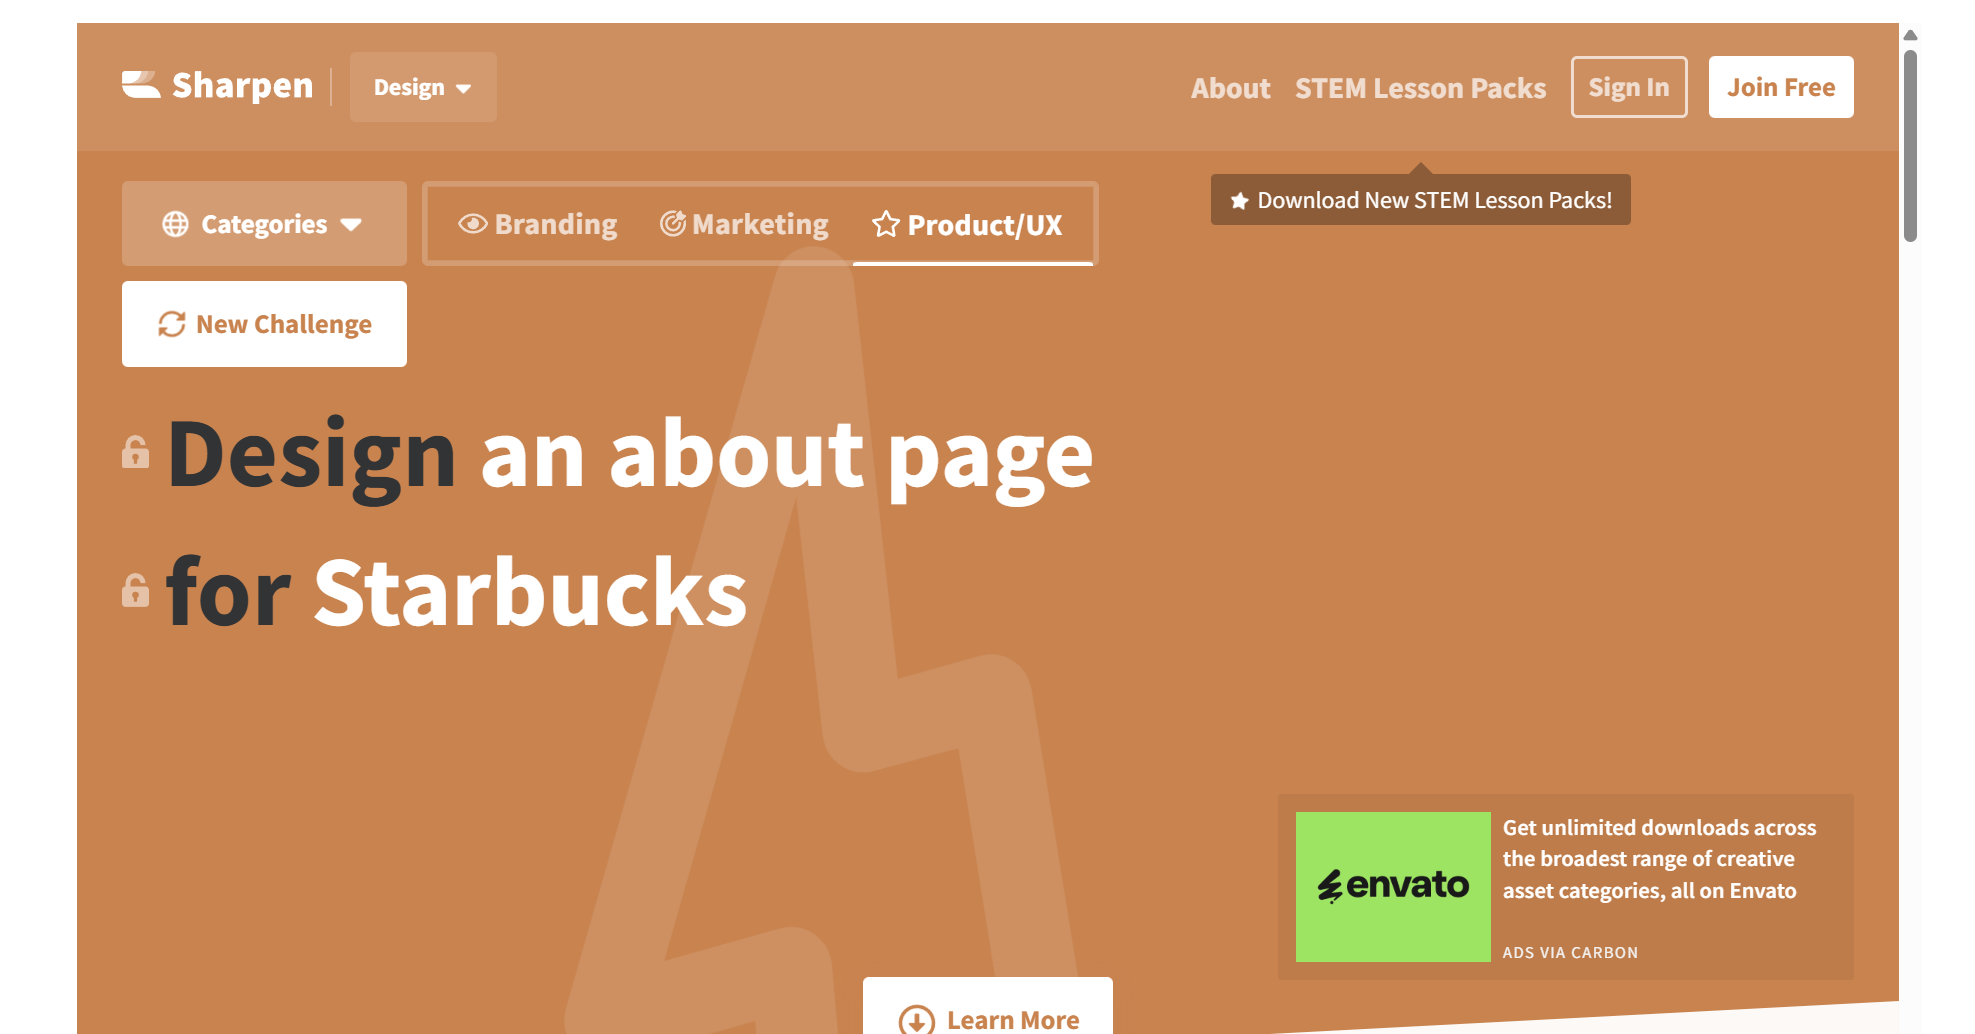 Sharpen
Design
About
STEM Lesson Packs
Sign In
Join Free
Categories
Branding
Marketing
Product/UX
Download New STEM Lesson Packs!
New Challenge
Design an about page
for Starbucks
envato
Get unlimited downloads across
the broadest range of creative
asset categories, all on Envato
ADS VIA CARBON
Learn More